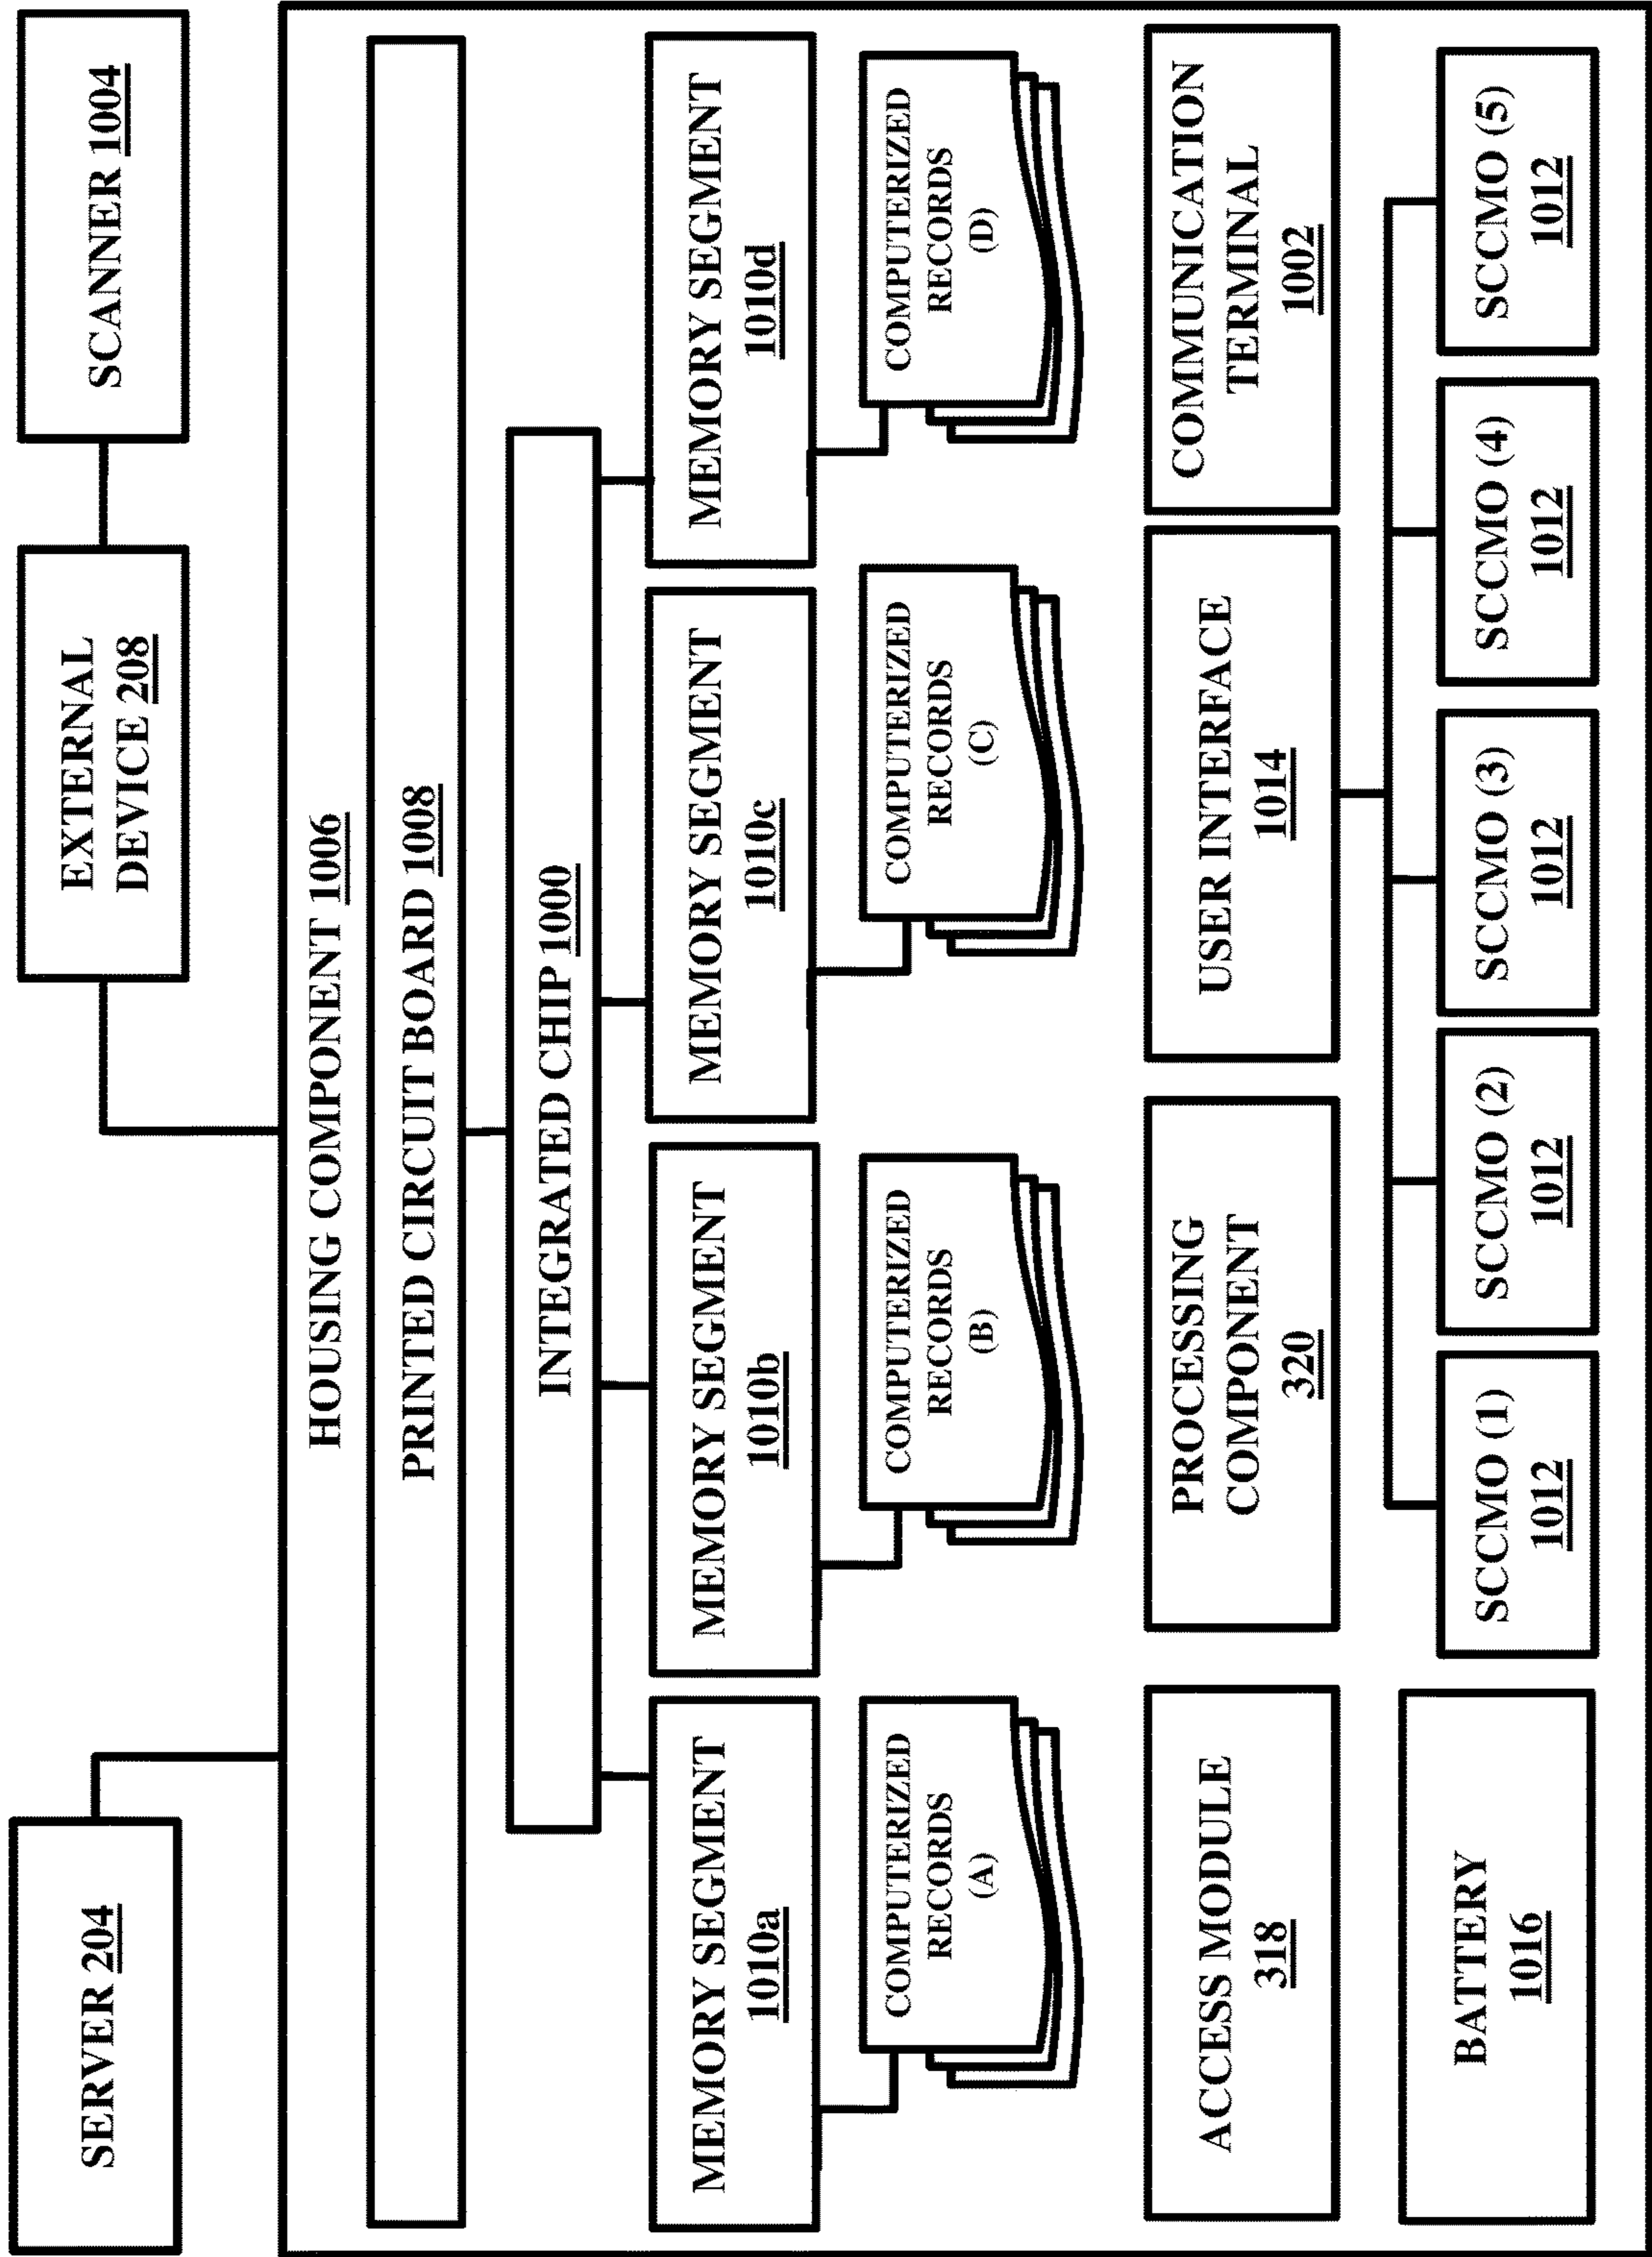 SERVER 204
EXTERNAL
DEVICE 208
SCANNER 1004
HOUSING COMPONENT 1006
PRINTED CIRCUIT BOARD 1008
INTEGRATED CHIP 1000
MEMORY SEGMENT
1010a
MEMORY SEGMENT
1010b
MEMORY SEGMENT
1010c
MEMORY SEGMENT
1010d
COMPUTERIZED
RECORDS
(A)
COMPUTERIZED
RECORDS
(B)
COMPUTERIZED
RECORDS
(C)
COMPUTERIZED
RECORDS
(D)
ACCESS MODULE
318
PROCESSING
COMPONENT
320
USER INTERFACE
1014
COMMUNICATION
TERMINAL
1002
BATTERY
1016
SCCMO (1)
1012
SCCMO (2)
1012
SCCMO (3)
1012
SCCMO (4)
1012
SCCMO (5)
1012